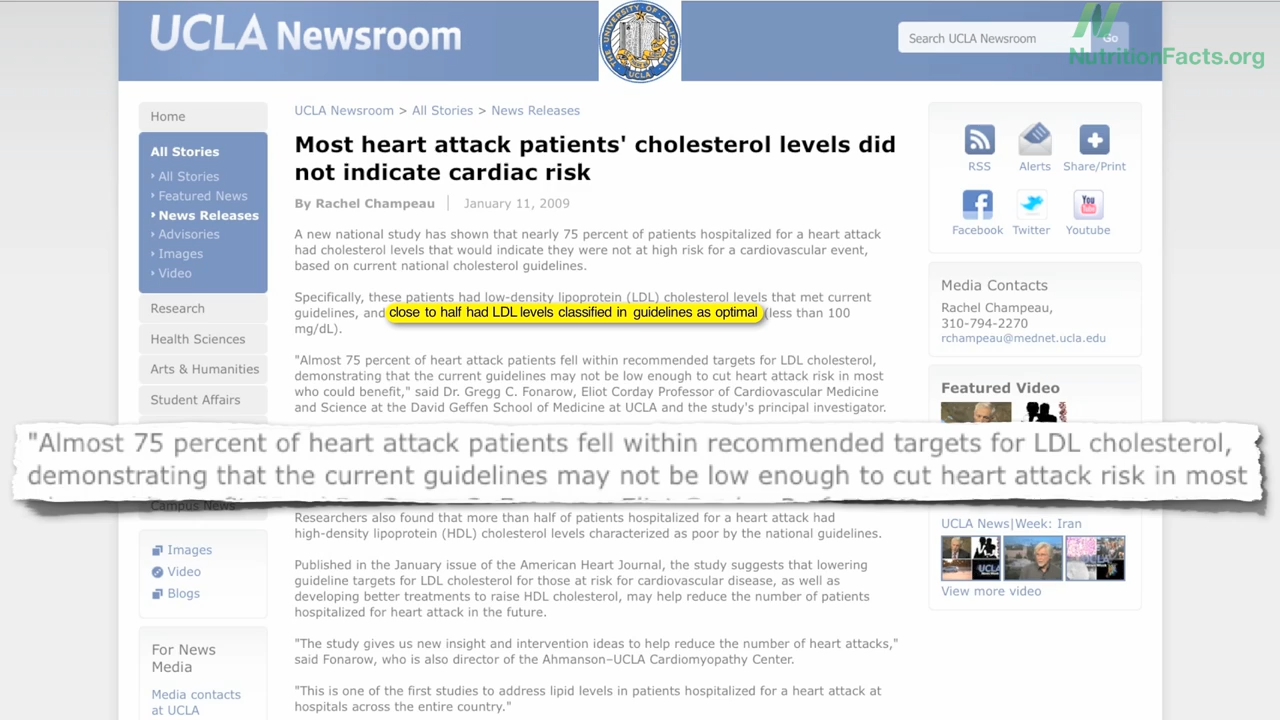 UCLA Newsroom
THE UNIVERSITY OF CALIFORNIA
UCLA
Search UCLA Newsroom
Go
NutritionFacts.org
Home
All Stories
All Stories
Featured News
News Releases
Advisories
Images
Video
Research
Health Sciences
Arts & Humanities
Student Affairs
Campus News
Images
Video
Blogs
For News
Media
Media contacts
at UCLA
UCLA Newsroom > All Stories > News Releases
Most heart attack patients' cholesterol levels did
not indicate cardiac risk
By Rachel Champeau | January 11, 2009
A new national study has shown that nearly 75 percent of patients hospitalized for a heart attack
had cholesterol levels that would indicate they were not at high risk for a cardiovascular event,
based on current national cholesterol guidelines.
Specifically, these patients had low-density lipoprotein (LDL) cholesterol levels that met current
guidelines, and close to half had LDL levels classified in guidelines as optimal (less than 100
mg/dL).
"Almost 75 percent of heart attack patients fell within recommended targets for LDL cholesterol,
demonstrating that the current guidelines may not be low enough to cut heart attack risk in most
who could benefit," said Dr. Gregg C. Fonarow, Eliot Corday Professor of Cardiovascular Medicine
and Science at the David Geffen School of Medicine at UCLA and the study's principal investigator.
"Almost 75 percent of heart attack patients fell within recommended targets for LDL cholesterol,
demonstrating that the current guidelines may not be low enough to cut heart attack risk in most
Researchers also found that more than half of patients hospitalized for a heart attack had
high-density lipoprotein (HDL) cholesterol levels characterized as poor by the national guidelines.
Published in the January issue of the American Heart Journal, the study suggests that lowering
guideline targets for LDL cholesterol for those at risk for cardiovascular disease, as well as
developing better treatments to raise HDL cholesterol, may help reduce the number of patients
hospitalized for heart attack in the future.
"The study gives us new insight and intervention ideas to help reduce the number of heart attacks,"
said Fonarow, who is also director of the Ahmanson–UCLA Cardiomyopathy Center.
"This is one of the first studies to address lipid levels in patients hospitalized for a heart attack at
hospitals across the entire country."
RSS Alerts Share/Print
You
Facebook Twitter Youtube
Media Contacts
Rachel Champeau,
310-794-2270
rchampeau@mednet.ucla.edu
Featured Video
UCLA News|Week: Iran
View more video